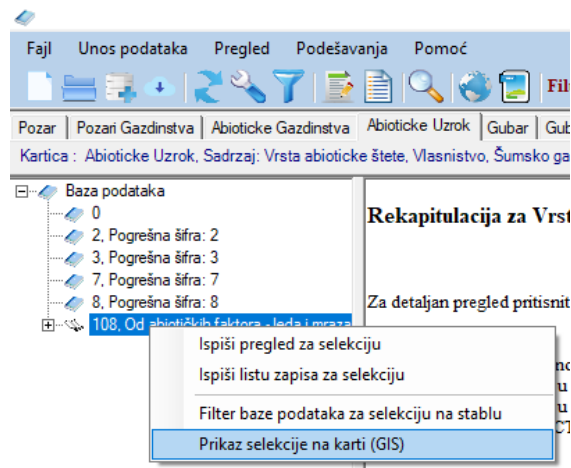 Fajl Unos podataka Pregled Podešavanja Pomoć
Fil
Pozar Pozari Gazdinstva Abioticke Gazdinstva Abioticke Uzrok Gubar Gub
Kartica : Abioticke Uzrok, Sadrzaj: Vrsta abioticke štete, Vlasnistvo, Šumsko ga
Baza podataka
0
2, Pogrešna šifra: 2
3, Pogrešna šifra: 3
7, Pogrešna šifra: 7
8, Pogrešna šifra: 8
108, Od abiotičkih faktora - leda i mraza
Rekapitulacija za Vrst
Za detaljan pregled pritisnit
Ispiši pregled za selekciju
Ispiši listu zapisa za selekciju
Filter baze podataka za selekciju na stablu
Prikaz selekcije na karti (GIS)